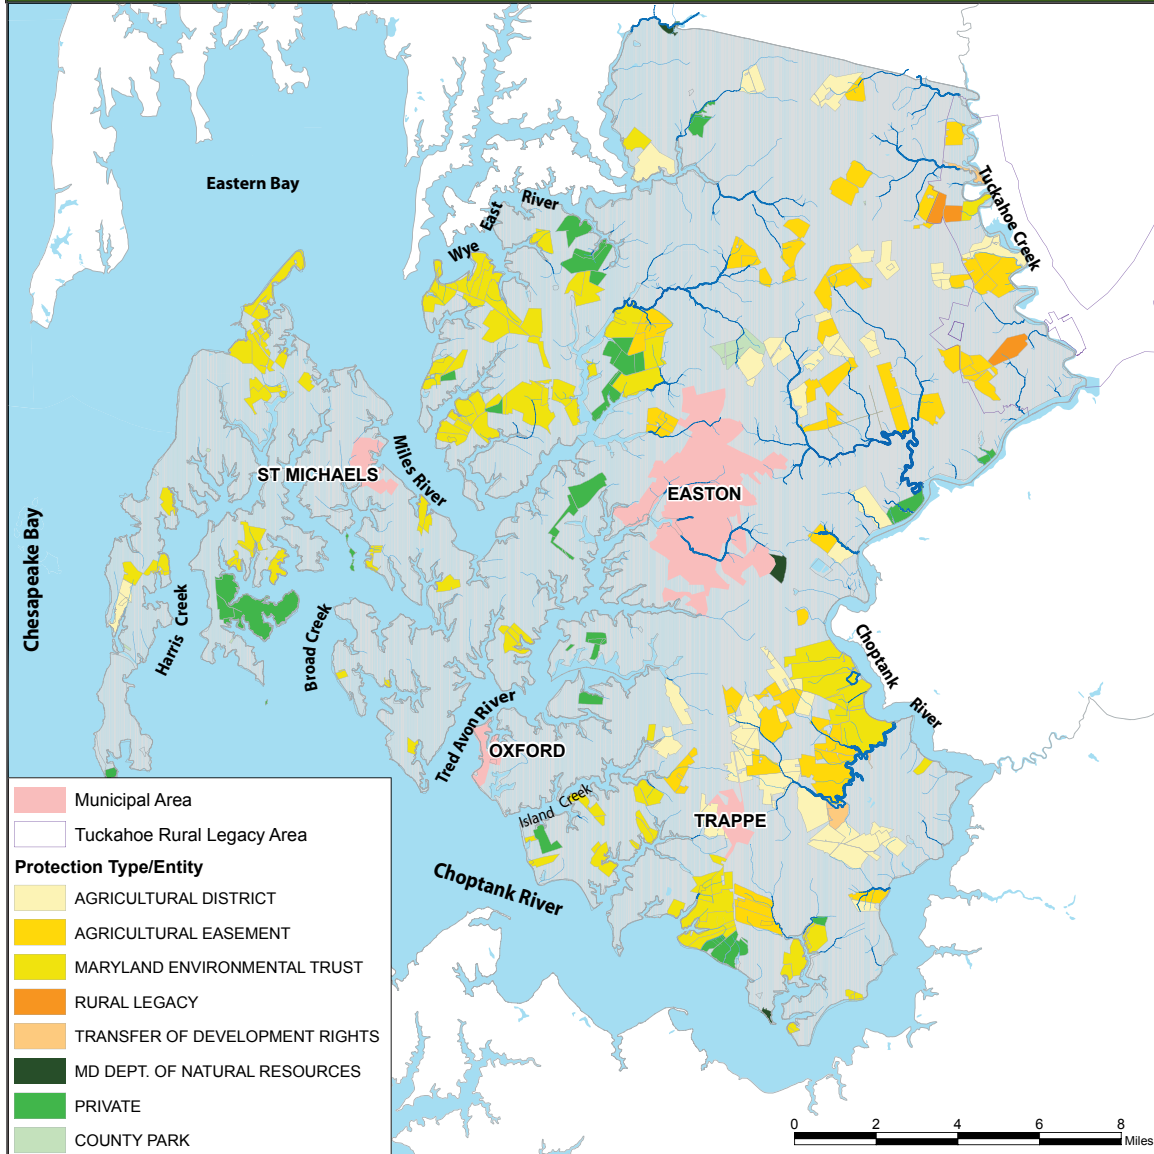 Eastern Bay
Wye East River
Tuckahoe Creek
Chesapeake Bay
ST MICHAELS
Miles River
EASTON
Harris Creek
Broad Creek
Choptank River
Tred Avon River
OXFORD
Island Creek
TRAPPE
Choptank River
Municipal Area
Tuckahoe Rural Legacy Area
Protection Type/Entity
AGRICULTURAL DISTRICT
AGRICULTURAL EASEMENT
MARYLAND ENVIRONMENTAL TRUST
RURAL LEGACY
TRANSFER OF DEVELOPMENT RIGHTS
MD DEPT. OF NATURAL RESOURCES
PRIVATE
COUNTY PARK
0 2 4 6 8
Miles